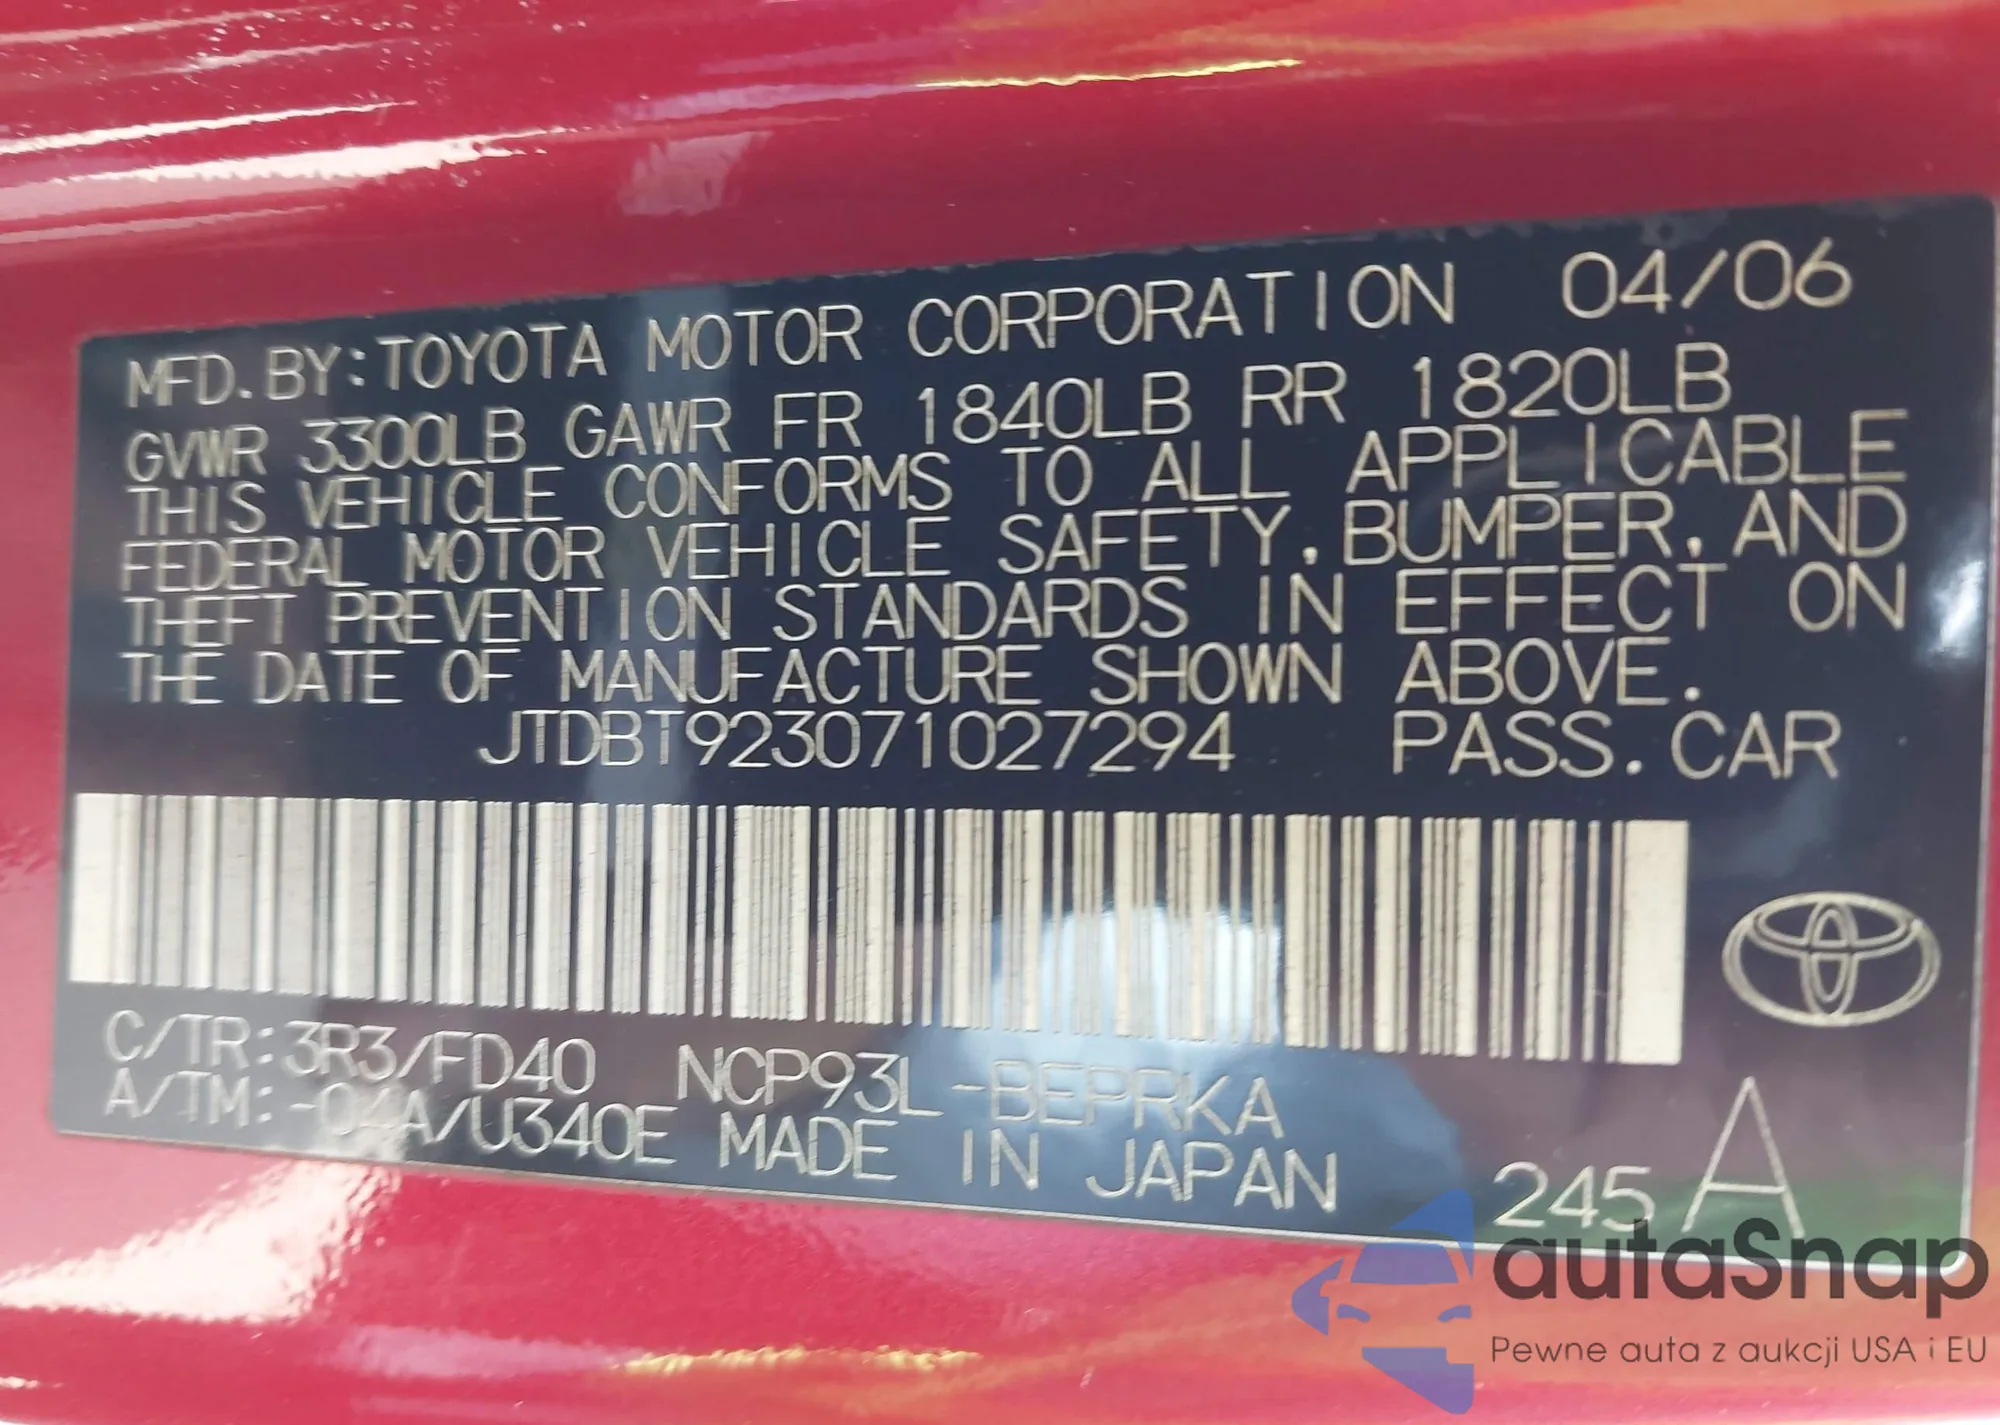 MFD. BY: TOYOTA MOTOR CORPORATION 04/06
GVWR 3300LB GAWR FR 1840LB RR 1820LB
THIS VEHICLE CONFORMS TO ALL APPLICABLE
FEDERAL MOTOR VEHICLE SAFETY, BUMPER, AND
THEFT PREVENTION STANDARDS IN EFFECT ON
THE DATE OF MANUFACTURE SHOWN ABOVE.
JTDBT923071027294 PASS. CAR
C/TR: 3R3/FD40 NCP93L-BEPRKA
A/TM: -04A/U340E MADE IN JAPAN 245 A
autaSnap
Pewne auta z aukcji USA i EU